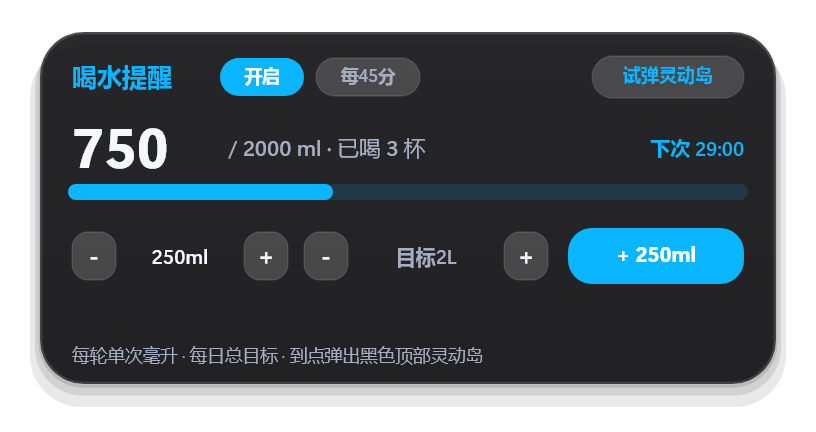 喝水提醒 开启 每45分 试弹灵动岛
750 / 2000 ml · 已喝 3 杯 下次 29:00
- 250ml + - 目标2L + + 250ml
每轮单次毫升 · 每日总目标 · 到点弹出黑色顶部灵动岛